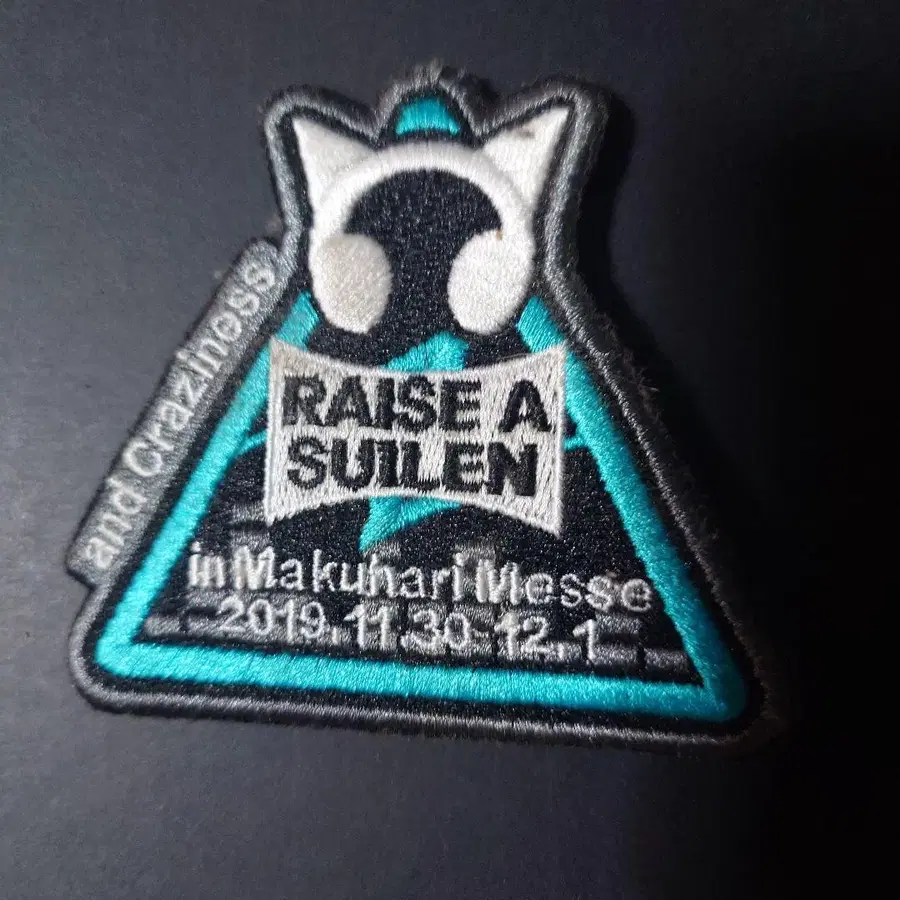 and Craziness
RAISE A
SUILEN
in Makuhari Messe
2019.11.30-12.1